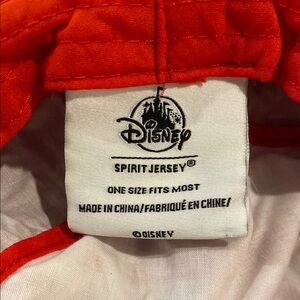 Disney
SPIRIT JERSEY®
ONE SIZE FITS MOST
MADE IN CHINA/FABRIQUÉ EN CHINE/
©DISNEY